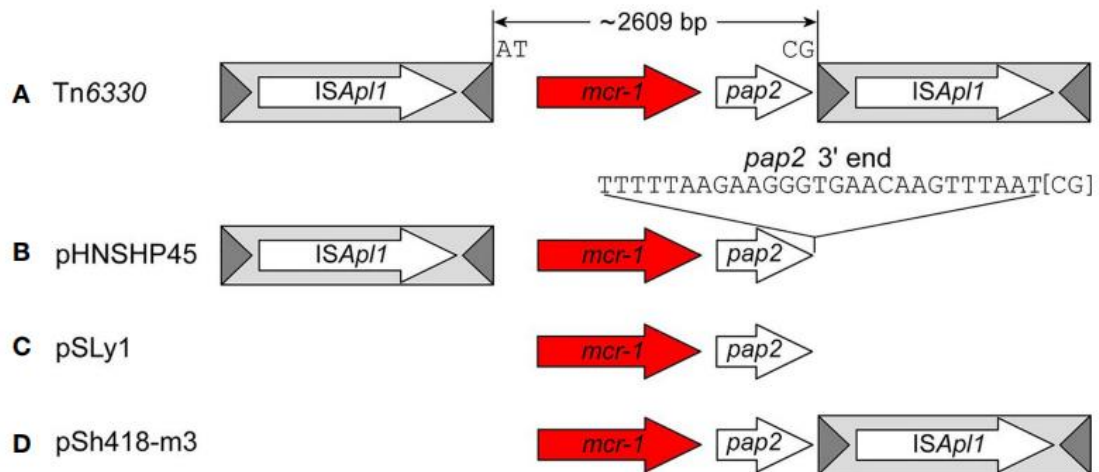 ~2609 bp
AT CG
A Tn6330 ISApl1 mcr-1 pap2 ISApl1
pap2 3' end
TTTTTAAGAAGGGTGAACAAGTTTAAT[CG]
B pHNSHP45 ISApl1 mcr-1 pap2
C pSLy1 mcr-1 pap2
D pSh418-m3 mcr-1 pap2 ISApl1